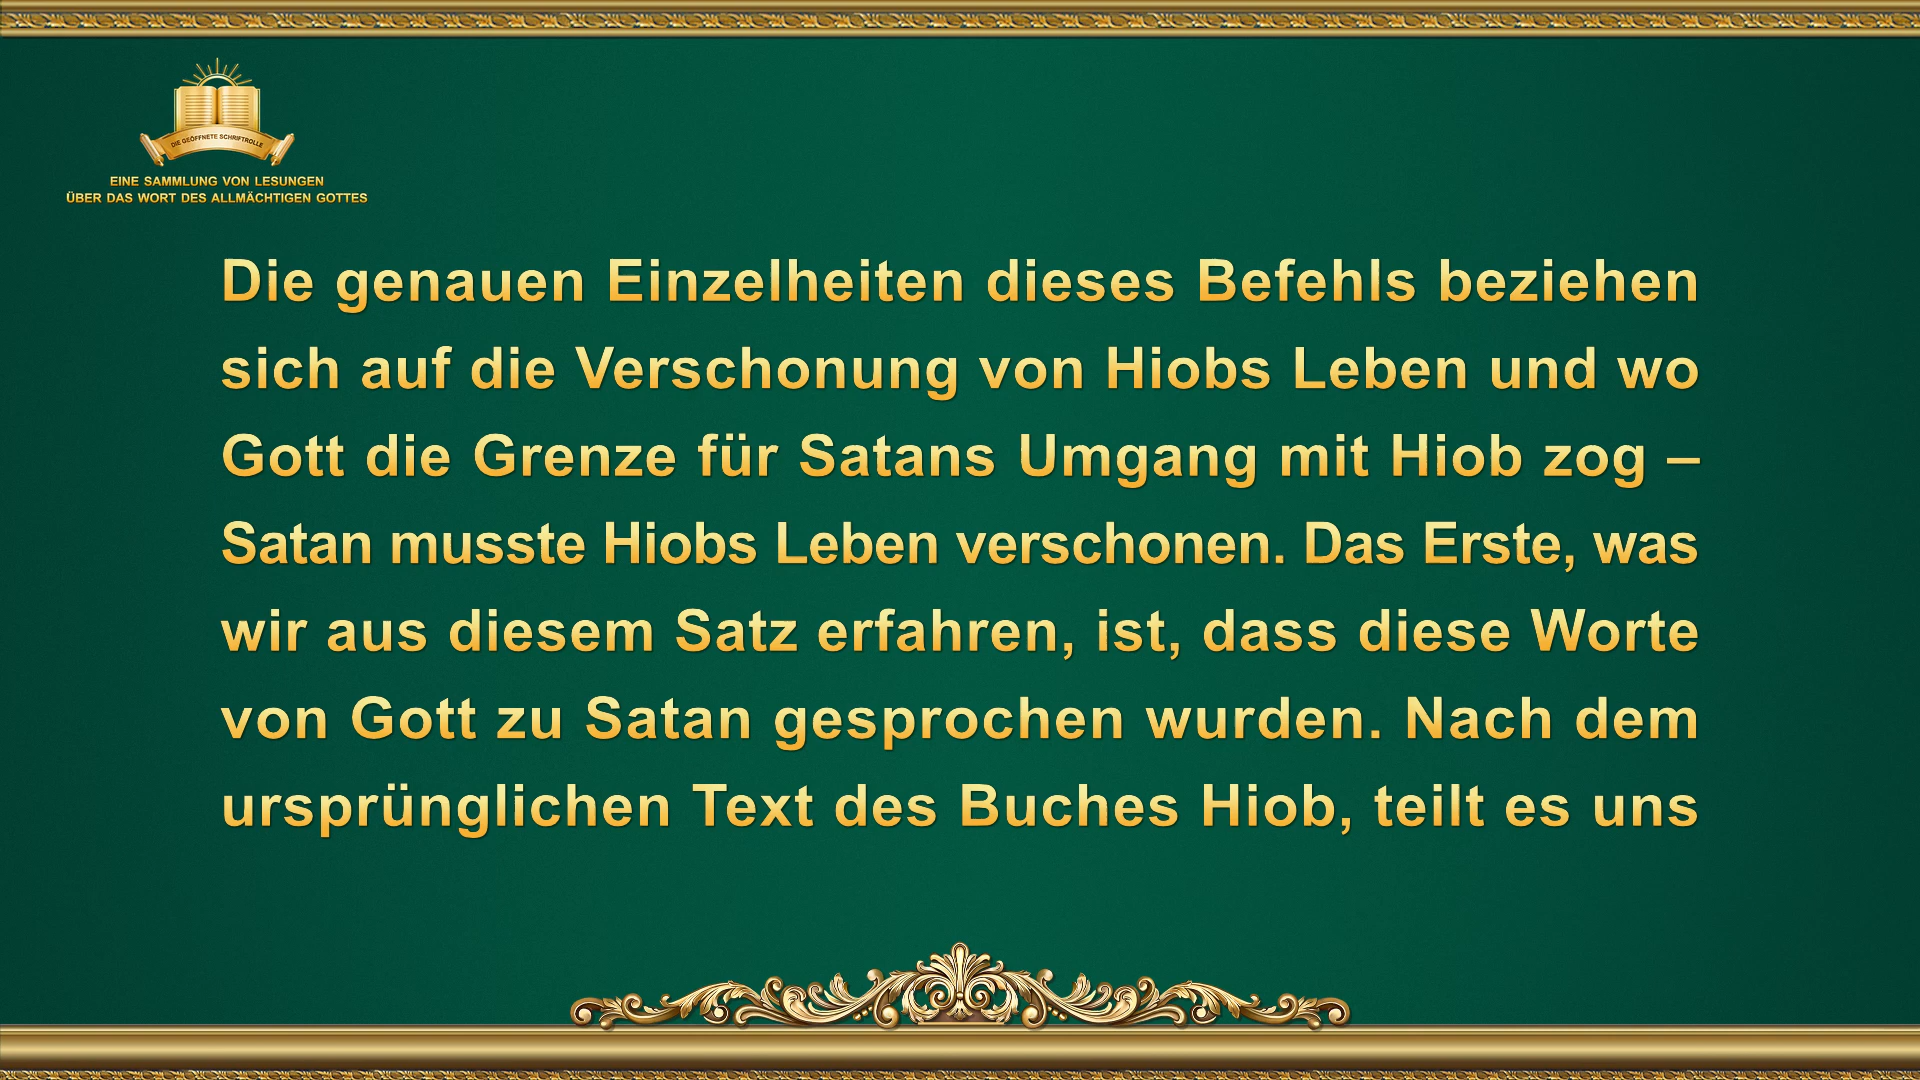 DIE GEÖFFNETE SCHRIFTROLLE
EINE SAMMLUNG VON LESUNGEN
ÜBER DAS WORT DES ALLMÄCHTIGEN GOTTES
Die genauen Einzelheiten dieses Befehls beziehen
sich auf die Verschonung von Hiobs Leben und wo
Gott die Grenze für Satans Umgang mit Hiob zog –
Satan musste Hiobs Leben verschonen. Das Erste, was
wir aus diesem Satz erfahren, ist, dass diese Worte
von Gott zu Satan gesprochen wurden. Nach dem
ursprünglichen Text des Buches Hiob, teilt es uns